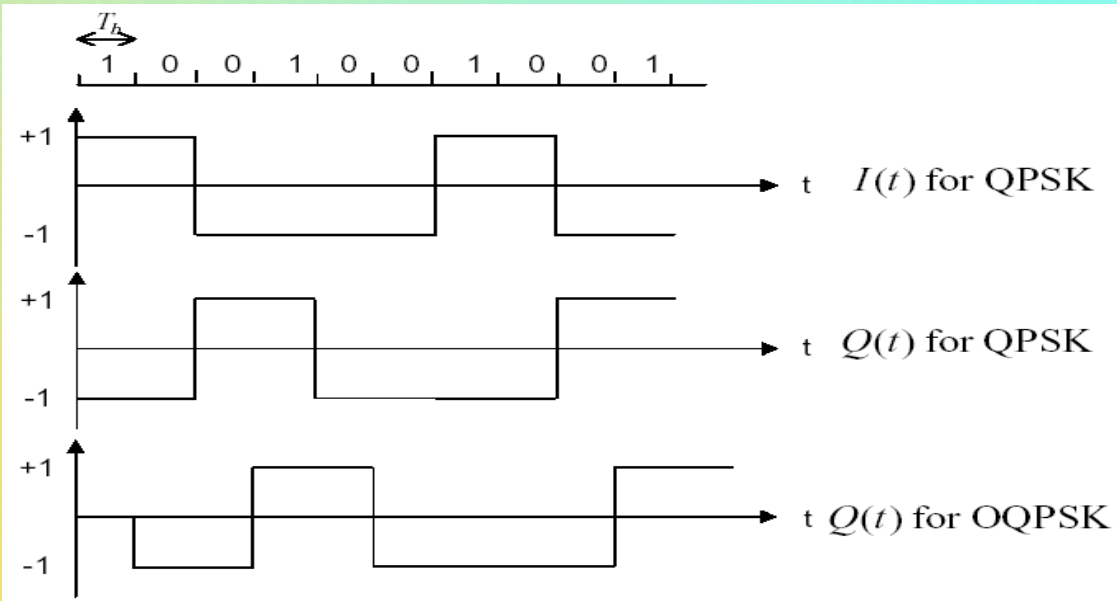 T_b
1 0 0 1 0 0 1 0 0 1
+1
-1
t I(t) for QPSK
+1
-1
t Q(t) for QPSK
+1
-1
t Q(t) for OQPSK